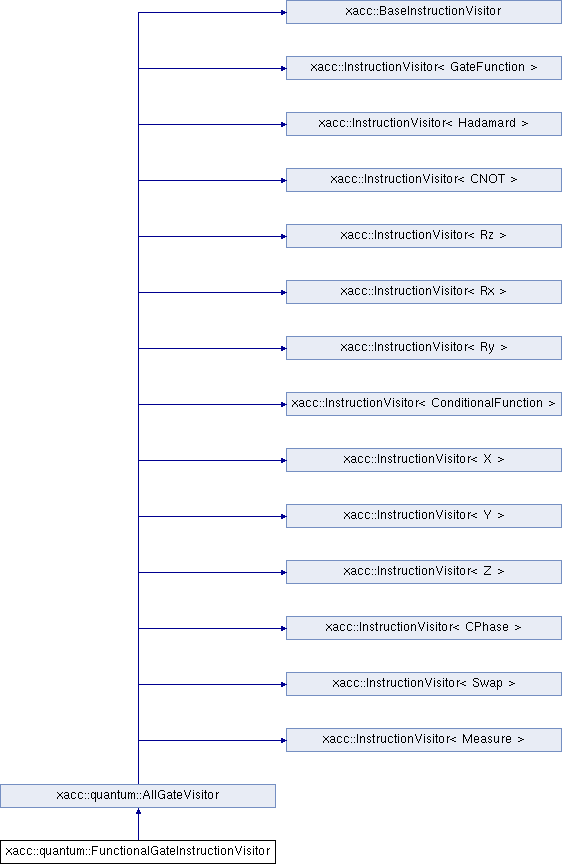 xacc::BaseInstructionVisitor
xacc::InstructionVisitor< GateFunction >
xacc::InstructionVisitor< Hadamard >
xacc::InstructionVisitor< CNOT >
xacc::InstructionVisitor< Rz >
xacc::InstructionVisitor< Rx >
xacc::InstructionVisitor< Ry >
xacc::InstructionVisitor< ConditionalFunction >
xacc::InstructionVisitor< X >
xacc::InstructionVisitor< Y >
xacc::InstructionVisitor< Z >
xacc::InstructionVisitor< CPhase >
xacc::InstructionVisitor< Swap >
xacc::InstructionVisitor< Measure >
xacc::quantum::AllGateVisitor
xacc::quantum::FunctionalGateInstructionVisitor